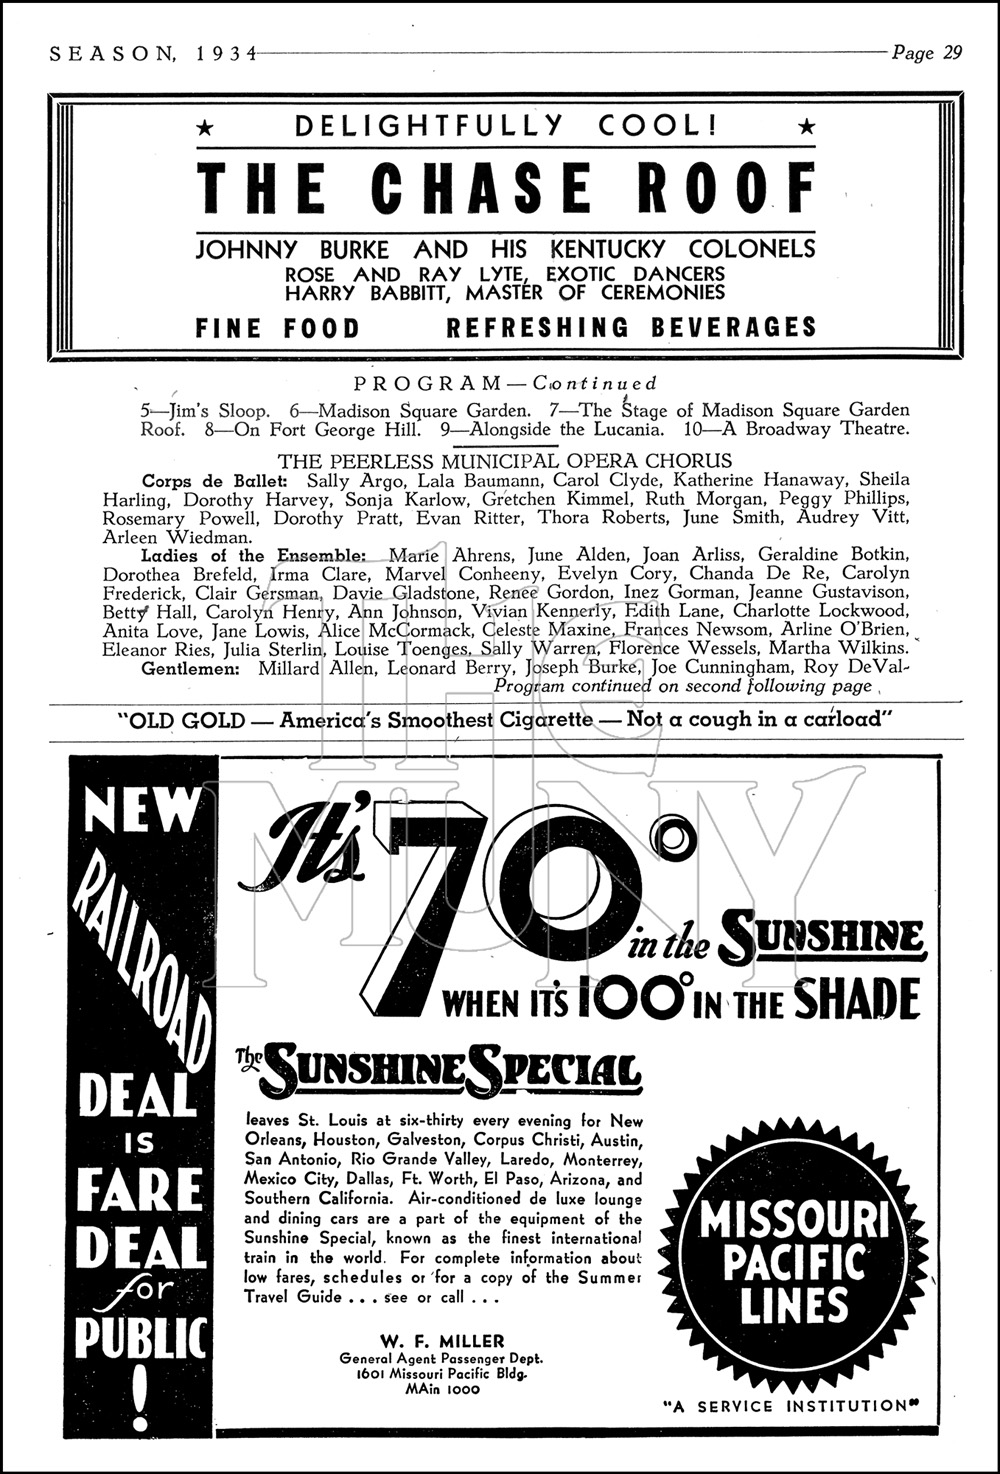 SEASON, 1934 Page 29
★ DELIGHTFULLY COOL! ★
THE CHASE ROOF
JOHNNY BURKE AND HIS KENTUCKY COLONELS
ROSE AND RAY LYTE, EXOTIC DANCERS
HARRY BABBITT, MASTER OF CEREMONIES
FINE FOOD REFRESHING BEVERAGES
PROGRAM—Continued
5—Jim's Sloop. 6—Madison Square Garden. 7—The Stage of Madison Square Garden
Roof. 8—On Fort George Hill. 9—Alongside the Lucania. 10—A Broadway Theatre.
THE PEERLESS MUNICIPAL OPERA CHORUS
Corps de Ballet: Sally Argo, Lala Baumann, Carol Clyde, Katherine Hanaway, Sheila
Harling, Dorothy Harvey, Sonja Karlow, Gretchen Kimmel, Ruth Morgan, Peggy Phillips,
Rosemary Powell, Dorothy Pratt, Evan Ritter, Thora Roberts, June Smith, Audrey Vitt,
Arleen Wiedman.
Ladies of the Ensemble: Marie Ahrens, June Alden, Joan Arliss, Geraldine Botkin,
Dorothea Brefeld, Irma Clare, Marvel Conheeny, Evelyn Cory, Chanda De Re, Carolyn
Frederick, Clair Gersman, Davie Gladstone, Renee Gordon, Inez Gorman, Jeanne Gustavison,
Betty Hall, Carolyn Henry, Ann Johnson, Vivian Kennerly, Edith Lane, Charlotte Lockwood,
Anita Love, Jane Lowis, Alice McCormack, Celeste Maxine, Frances Newsom, Arline O'Brien,
Eleanor Ries, Julia Sterlin, Louise Toenges, Sally Warren, Florence Wessels, Martha Wilkins.
Gentlemen: Millard Allen, Leonard Berry, Joseph Burke, Joe Cunningham, Roy DeVal-
Program continued on second following page
"OLD GOLD — America's Smoothest Cigarette — Not a cough in a carload"
The MUNY
NEW
RAILROAD
DEAL
IS
FARE
DEAL
for
PUBLIC
!
It's 70°
in the SUNSHINE
WHEN IT'S 100° IN THE SHADE
The SUNSHINE SPECIAL
leaves St. Louis at six-thirty every evening for New
Orleans, Houston, Galveston, Corpus Christi, Austin,
San Antonio, Rio Grande Valley, Laredo, Monterrey,
Mexico City, Dallas, Ft. Worth, El Paso, Arizona, and
Southern California. Air-conditioned de luxe lounge
and dining cars are a part of the equipment of the
Sunshine Special, known as the finest international
train in the world. For complete information about
low fares, schedules or for a copy of the Summer
Travel Guide . . . see or call . . .
W. F. MILLER
General Agent Passenger Dept.
1601 Missouri Pacific Bldg.
MAin 1000
MISSOURI
PACIFIC
LINES
"A SERVICE INSTITUTION"